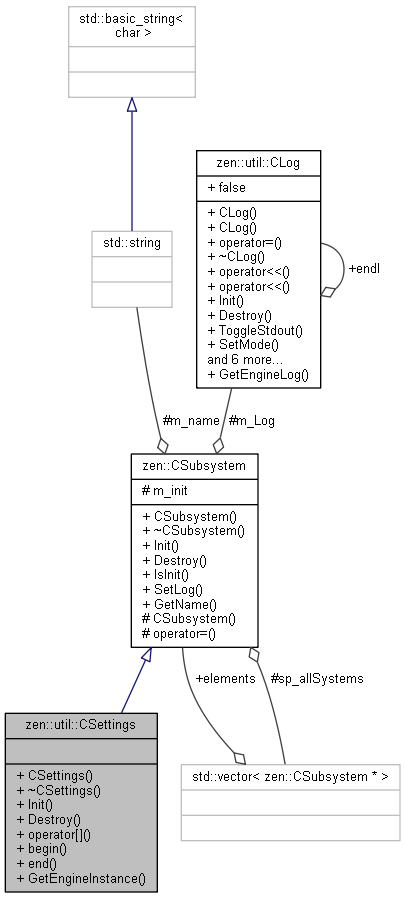 std::basic_string<
char >
zen::util::CLog
+ false
+ CLog()
+ CLog()
+ operator=()
+ ~CLog()
+ operator<<()
+ operator<<()
+ Init()
+ Destroy()
+ ToggleStdout()
+ SetMode()
and 6 more...
+ GetEngineLog()
+endl
std::string
#m_name
#m_Log
zen::CSubsystem
# m_init
+ CSubsystem()
+ ~CSubsystem()
+ Init()
+ Destroy()
+ IsInit()
+ SetLog()
+ GetName()
# CSubsystem()
# operator=()
+elements
#sp_allSystems
zen::util::CSettings
+ CSettings()
+ ~CSettings()
+ Init()
+ Destroy()
+ operator[]()
+ begin()
+ end()
+ GetEngineInstance()
std::vector< zen::CSubsystem * >